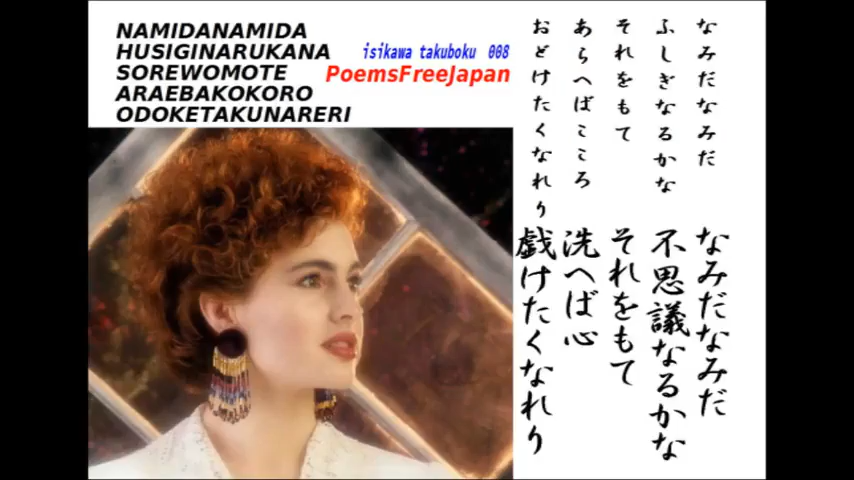 NAMIDANAMIDA
HUSIGINARUKANA
SOREWOMOTE
ARAEBAKOKORO
ODOKETAKUNARERI
isikawa takuboku 008
PoemsFreeJapan
なみだなみだ
ふしぎなるかな
それをもて
あらへばこころ
おどけたくなれり
なみだなみだ
不思議なるかな
それをもて
洗へば心
戯けたくなれり